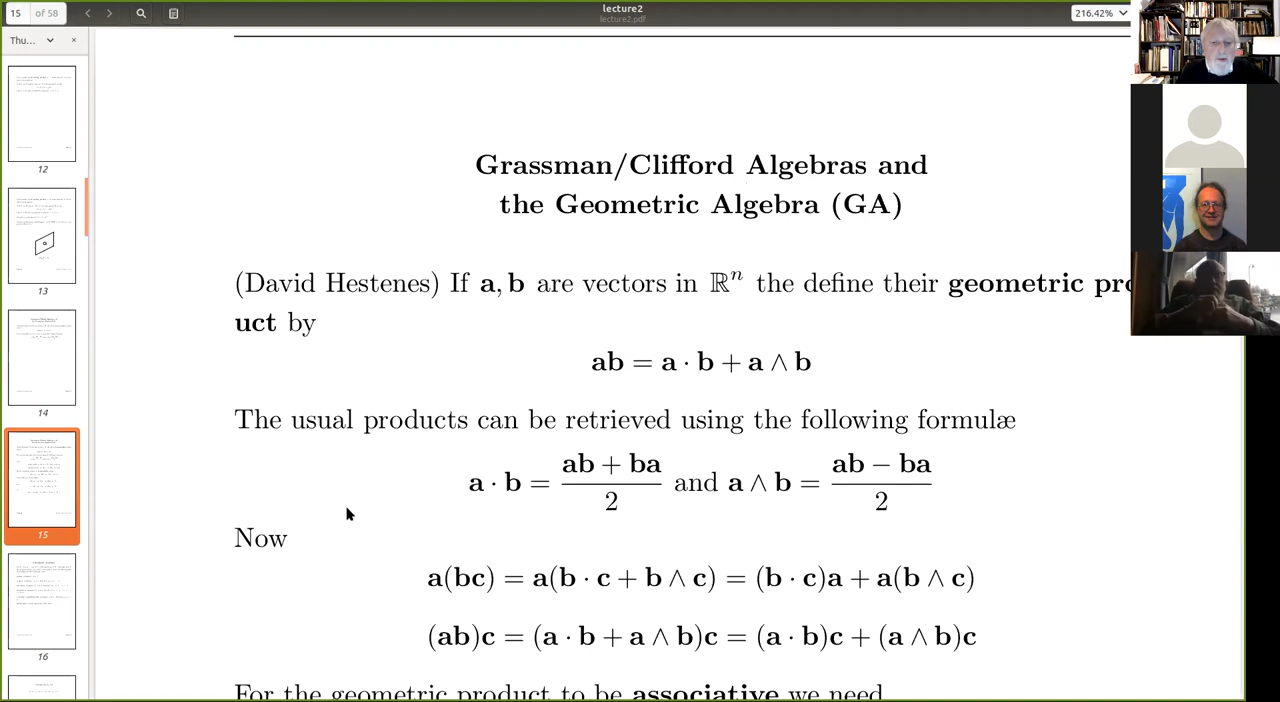 15 of 58
lecture2
lecture2.pdf
216.42%
Thu...
12
13
14
15
16
Grassman/Clifford Algebras and
the Geometric Algebra (GA)
(David Hestenes) If a, b are vectors in ℝⁿ the define their geometric pro
uct by
ab = a · b + a ∧ b
The usual products can be retrieved using the following formulæ
a · b = (ab + ba)/2 and a ∧ b = (ab − ba)/2
Now
a(bc) = a(b · c + b ∧ c) = (b · c)a + a(b ∧ c)
(ab)c = (a · b + a ∧ b)c = (a · b)c + (a ∧ b)c
For the geometric product to be associative we need